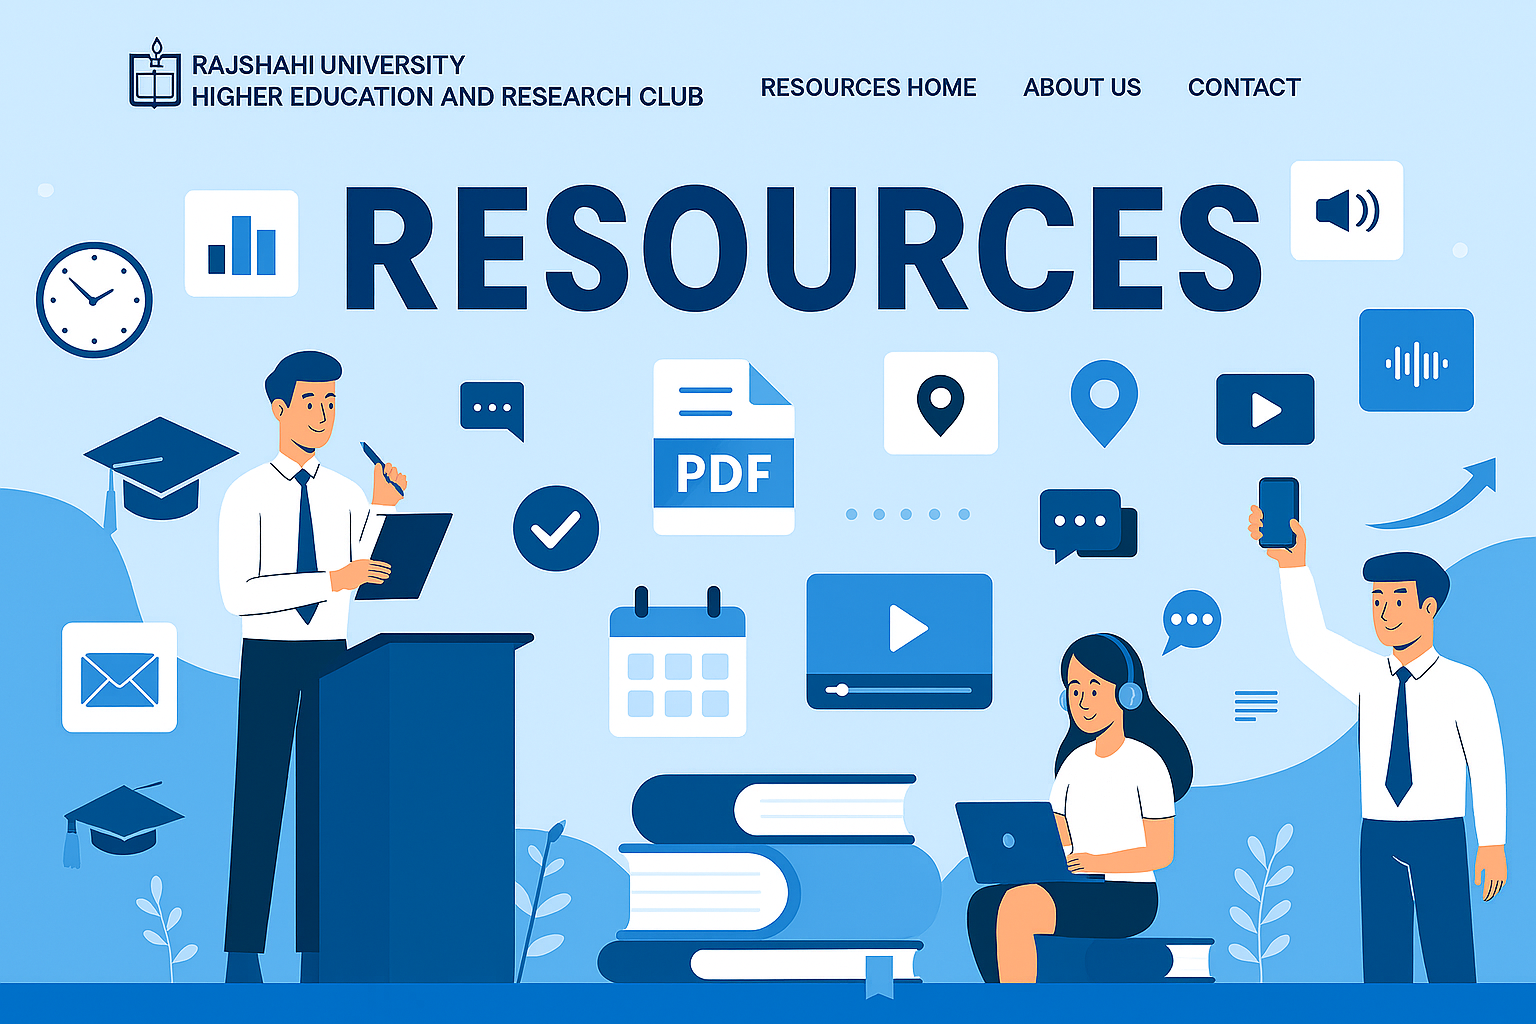 RAJSHAHI UNIVERSITY
HIGHER EDUCATION AND RESEARCH CLUB
RESOURCES HOME
ABOUT US
CONTACT
RESOURCES
PDF